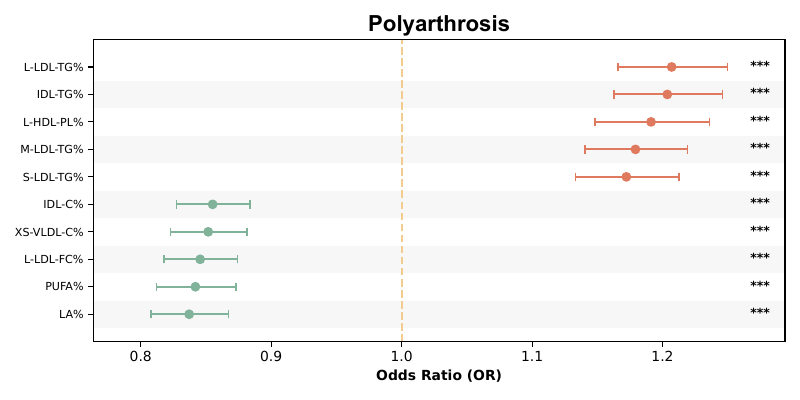 Polyarthrosis
L-LDL-TG% ***
IDL-TG% ***
L-HDL-PL% ***
M-LDL-TG% ***
S-LDL-TG% ***
IDL-C% ***
XS-VLDL-C% ***
L-LDL-FC% ***
PUFA% ***
LA% ***
0.8 0.9 1.0 1.1 1.2
Odds Ratio (OR)